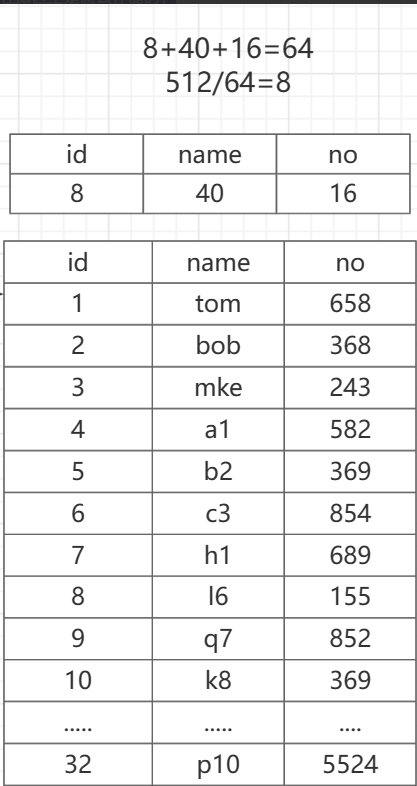 8+40+16=64
512/64=8
id name no
8 40 16
id name no
1 tom 658
2 bob 368
3 mke 243
4 a1 582
5 b2 369
6 c3 854
7 h1 689
8 l6 155
9 q7 852
10 k8 369
..... ..... ....
32 p10 5524